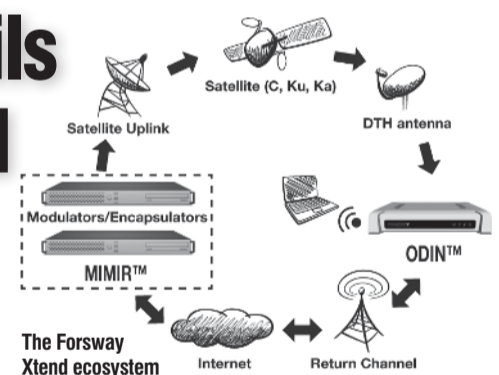 ils
Satellite (C, Ku, Ka)
Satellite Uplink
DTH antenna
Modulators/Encapsulators
MIMIR™
ODIN™
The Forsway
Xtend ecosystem
Internet
Return Channel